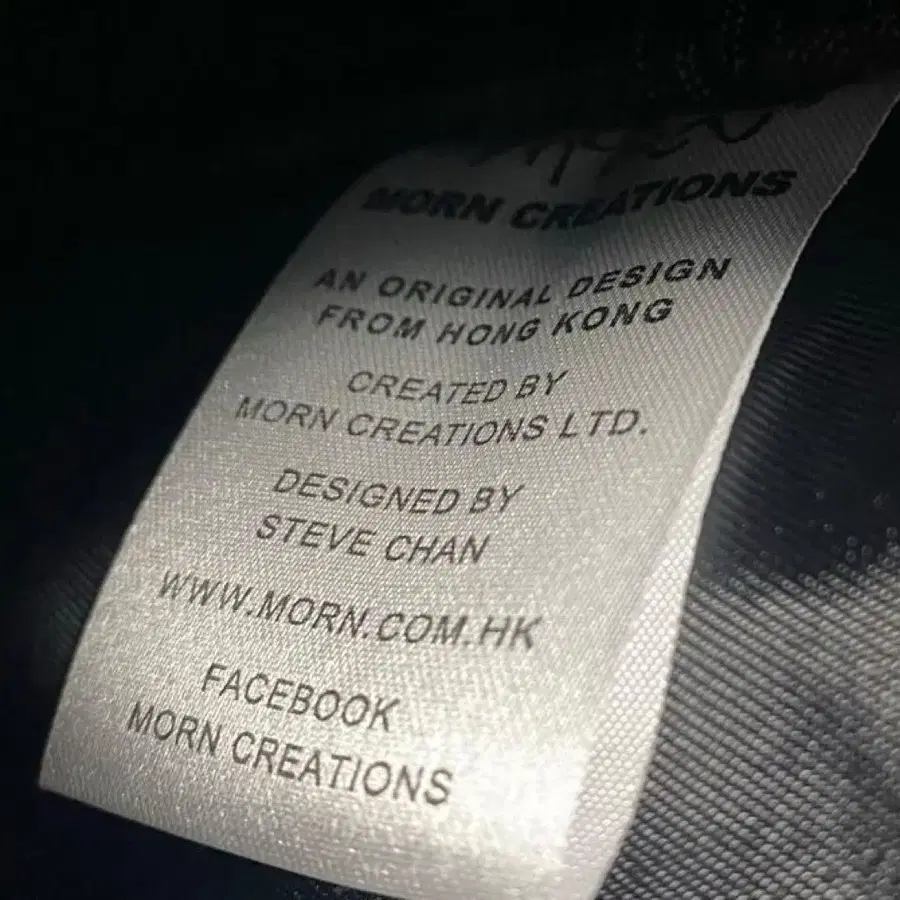 MORN CREATIONS
AN ORIGINAL DESIGN
FROM HONG KONG
CREATED BY
MORN CREATIONS LTD.
DESIGNED BY
STEVE CHAN
WWW.MORN.COM.HK
FACEBOOK
MORN CREATIONS